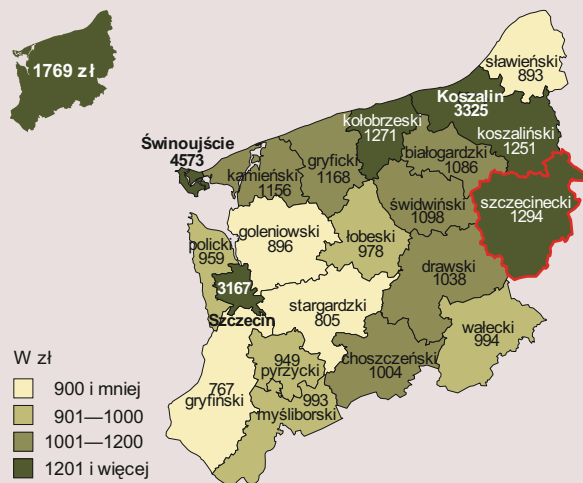 1769 zł
sławieński
893
Koszalin
3325
kołobrzeski
1271
koszaliński
1251
Świnoujście
4573
kamieński
1156
gryficki
1168
białogardzki
1086
świdwiński
1098
szczecinecki
1294
policki
959
goleniowski
896
łobeski
978
drawski
1038
3167
Szczecin
stargardzki
805
wałecki
994
949
pyrzycki
choszczeński
1004
767
gryfiński
993
myśliborski
W zł
900 i mniej
901—1000
1001—1200
1201 i więcej